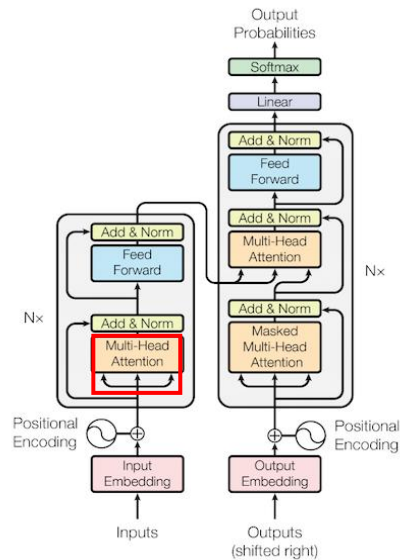 Output
Probabilities
Softmax
Linear
Add & Norm
Feed
Forward
Add & Norm
Multi-Head
Attention
Nx
Add & Norm
Masked
Multi-Head
Attention
Add & Norm
Feed
Forward
Nx
Add & Norm
Multi-Head
Attention
Positional
Encoding
Positional
Encoding
Input
Embedding
Output
Embedding
Inputs
Outputs
(shifted right)